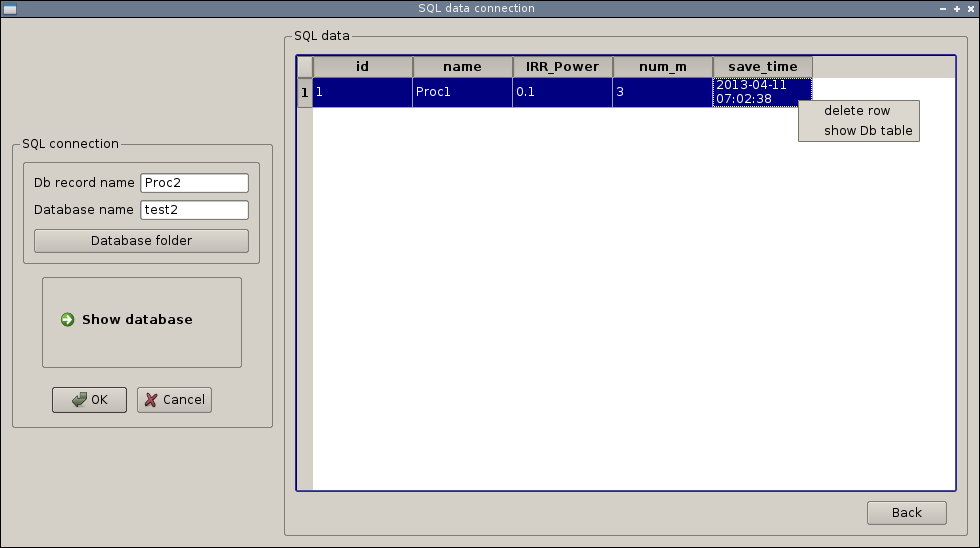 SQL data connection
SQL connection
Db record name Proc2
Database name test2
Database folder
Show database
OK Cancel
SQL data
id name IRR_Power num_m save_time
1 1 Proc1 0.1 3 2013-04-11
07:02:38
delete row
show Db table
Back